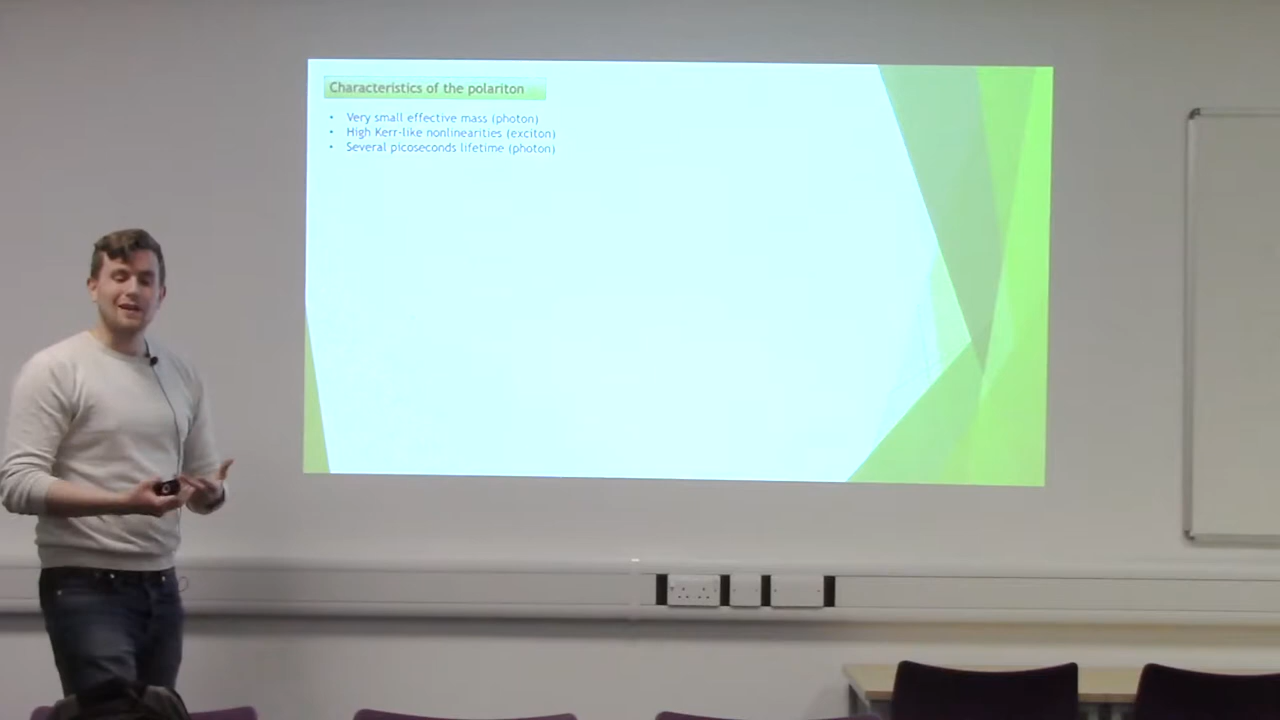 Characteristics of the polariton
• Very small effective mass (photon)
• High Kerr-like nonlinearities (exciton)
• Several picoseconds lifetime (photon)